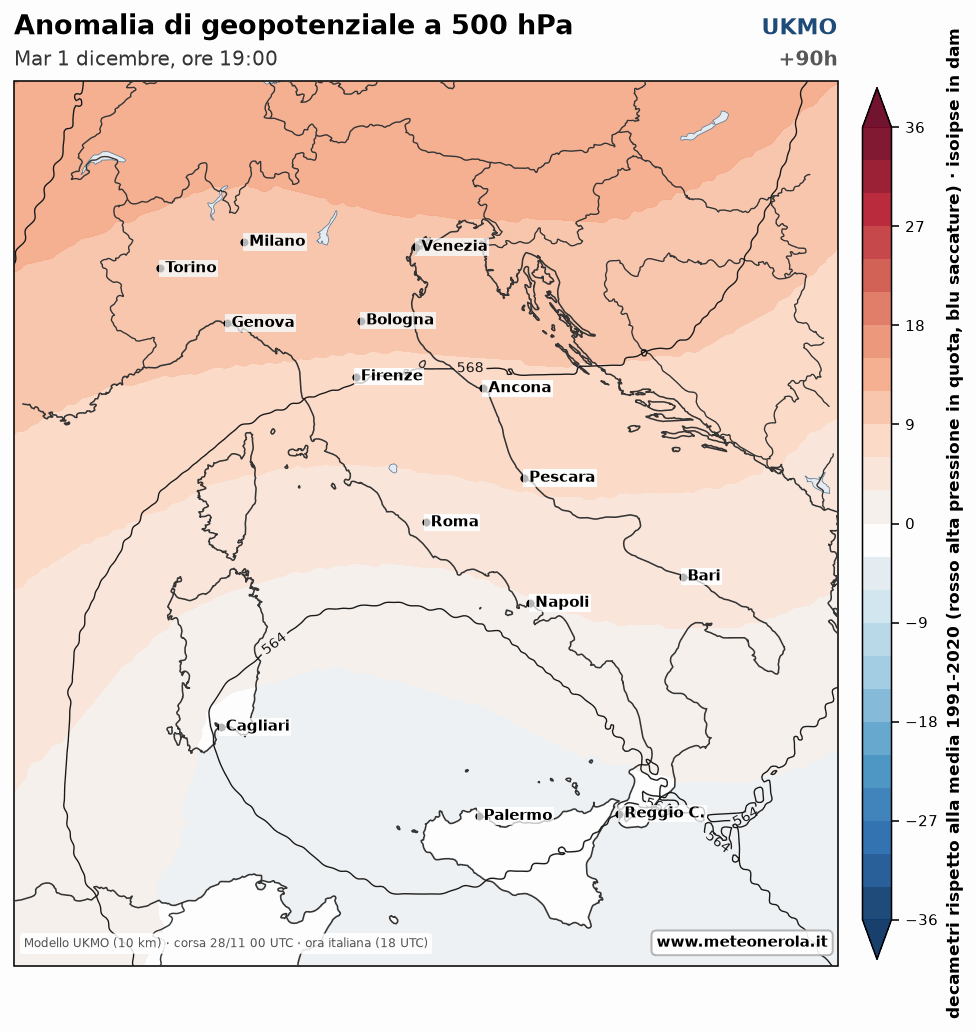 Anomalia di geopotenziale a 500 hPa
UKMO
Mar 1 dicembre, ore 19:00
+90h
Milano
Venezia
Torino
Genova
Bologna
568
Firenze
Ancona
Pescara
Roma
Bari
Napoli
564
Cagliari
Palermo
Reggio C.
564
564
Modello UKMO (10 km) · corsa 28/11 00 UTC · ora italiana (18 UTC)
www.meteonerola.it
36
27
18
9
0
−9
−18
−27
−36
decametri rispetto alla media 1991-2020 (rosso alta pressione in quota, blu saccature) · isoipse in dam